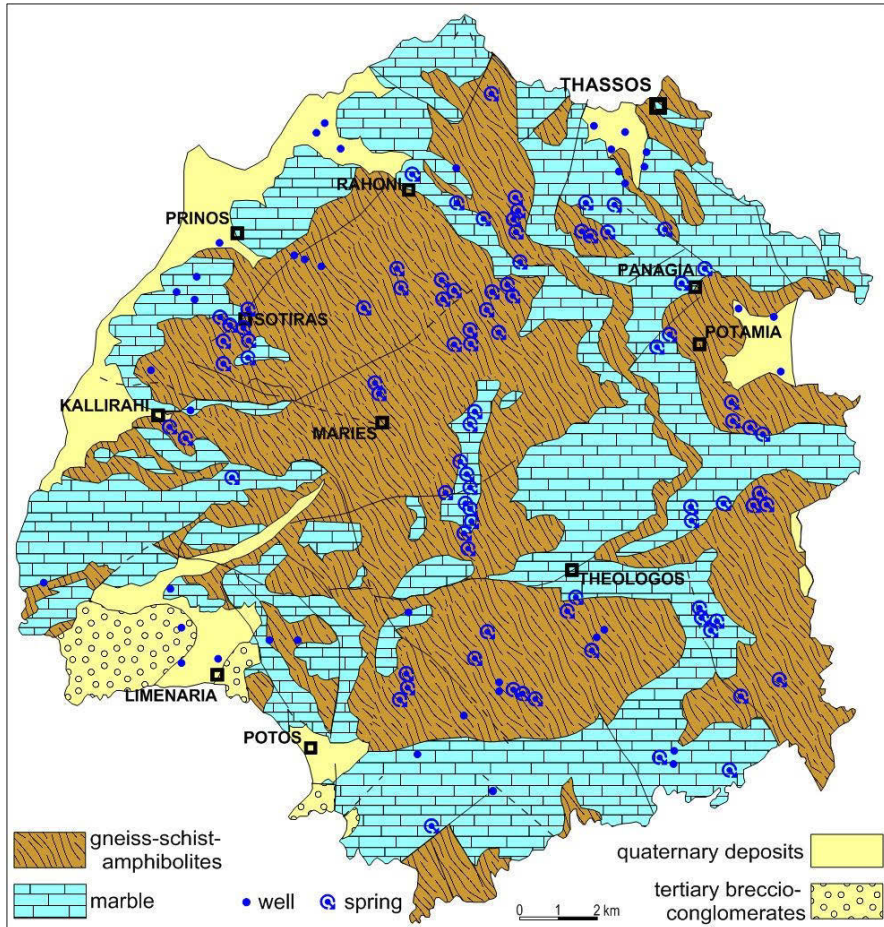 THASSOS
RAHONI
PRINOS
PANAGIA
SOTIRAS
POTAMIA
KALLIRAHI
MARIES
THEOLOGOS
LIMENARIA
POTOS
gneiss-schist-
amphibolites
marble
well
spring
0 1 2 km
quaternary deposits
tertiary breccio-
conglomerates